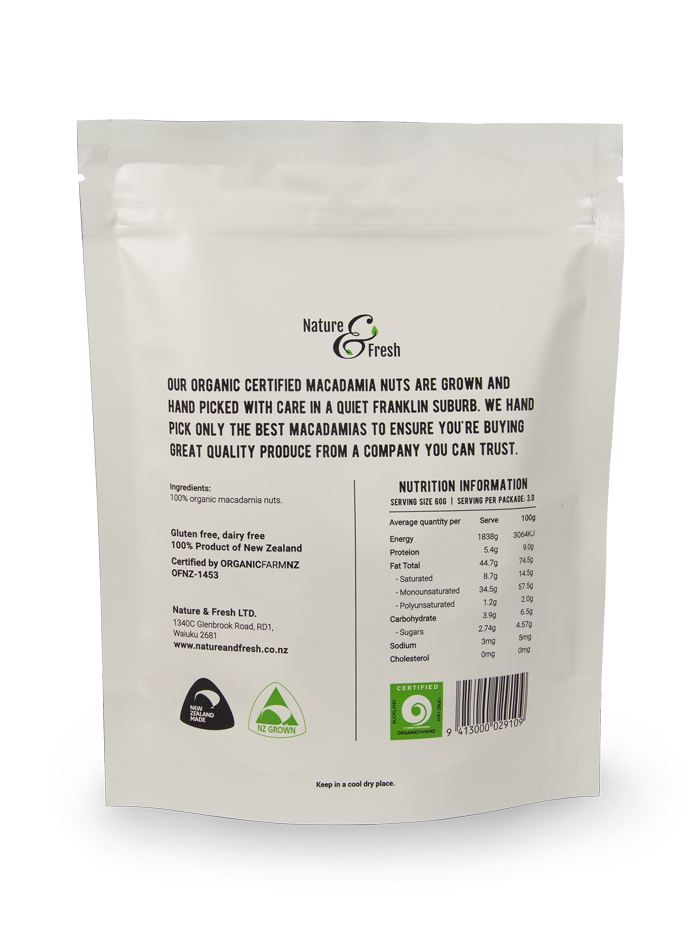 Nature & Fresh
OUR ORGANIC CERTIFIED MACADAMIA NUTS ARE GROWN AND
HAND PICKED WITH CARE IN A QUIET FRANKLIN SUBURB. WE HAND
PICK ONLY THE BEST MACADAMIAS TO ENSURE YOU'RE BUYING
GREAT QUALITY PRODUCE FROM A COMPANY YOU CAN TRUST.
Ingredients:
100% organic macadamia nuts.
Gluten free, dairy free
100% Product of New Zealand
Certified by ORGANICFARMNZ
OFNZ-1453
Nature & Fresh LTD.
1340C Glenbrook Road, RD1,
Waiuku 2681
www.natureandfresh.co.nz
NEW
ZEALAND
MADE
NZ GROWN
NUTRITION INFORMATION
SERVING SIZE 60G | SERVING PER PACKAGE: 3.0
Average quantity per Serve 100g
Energy 1838g 3064KJ
Proteion 5.4g 9.0g
Fat Total 44.7g 74.5g
- Saturated 8.7g 14.5g
- Monounsaturated 34.5g 57.5g
- Polyunsaturated 1.2g 2.0g
Carbohydrate 3.9g 6.5g
- Sugars 2.74g 4.57g
Sodium 3mg 5mg
Cholesterol 0mg 0mg
CERTIFIED
AUCKLAND
ORGANICFARMNZ
9 413000 029109
Keep in a cool dry place.